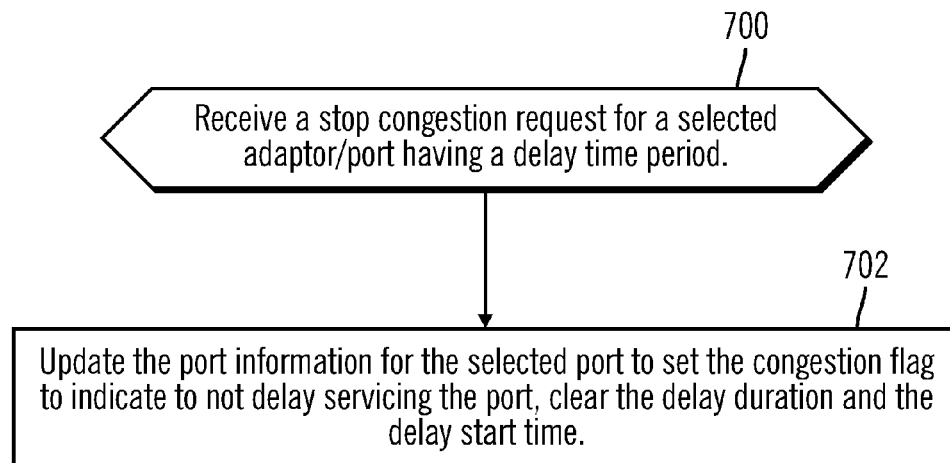 700
Receive a stop congestion request for a selected
adaptor/port having a delay time period.
702
Update the port information for the selected port to set the congestion flag
to indicate to not delay servicing the port, clear the delay duration and the
delay start time.